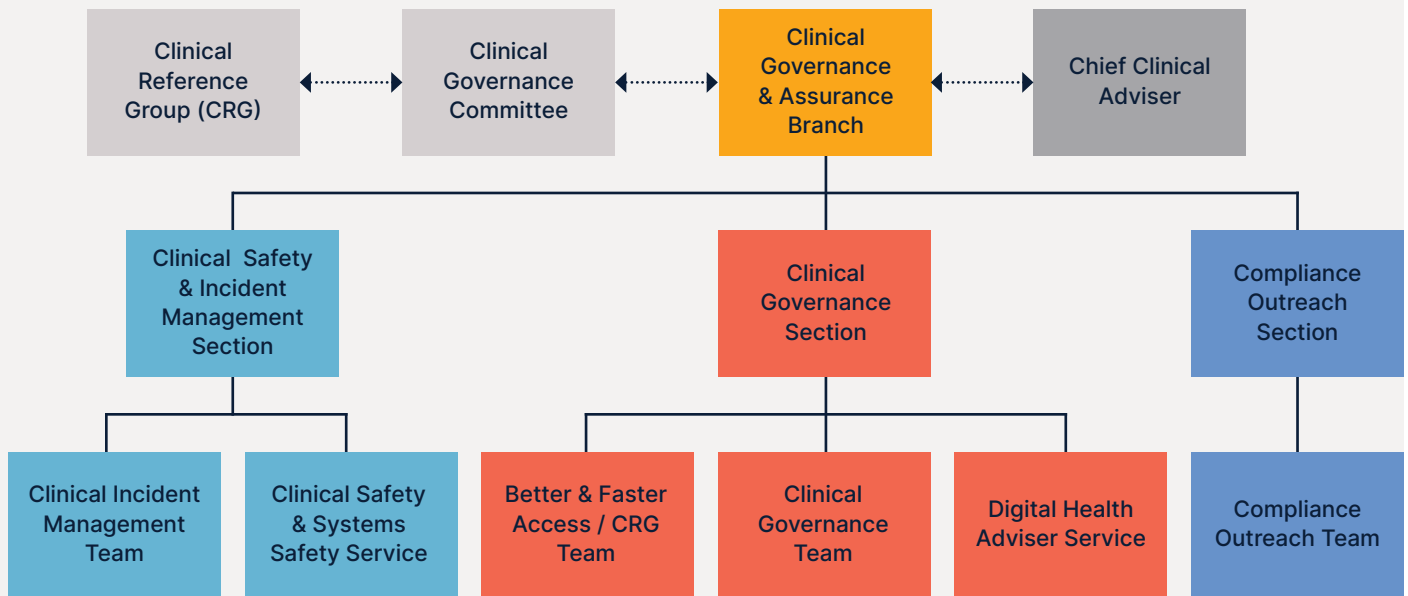 Clinical
Reference
Group (CRG)
Clinical
Governance
Committee
Clinical
Governance
& Assurance
Branch
Chief Clinical
Adviser
Clinical Safety
& Incident
Management
Section
Clinical
Governance
Section
Compliance
Outreach
Section
Clinical Incident
Management
Team
Clinical Safety
& Systems
Safety Service
Better & Faster
Access / CRG
Team
Clinical
Governance
Team
Digital Health
Adviser Service
Compliance
Outreach Team